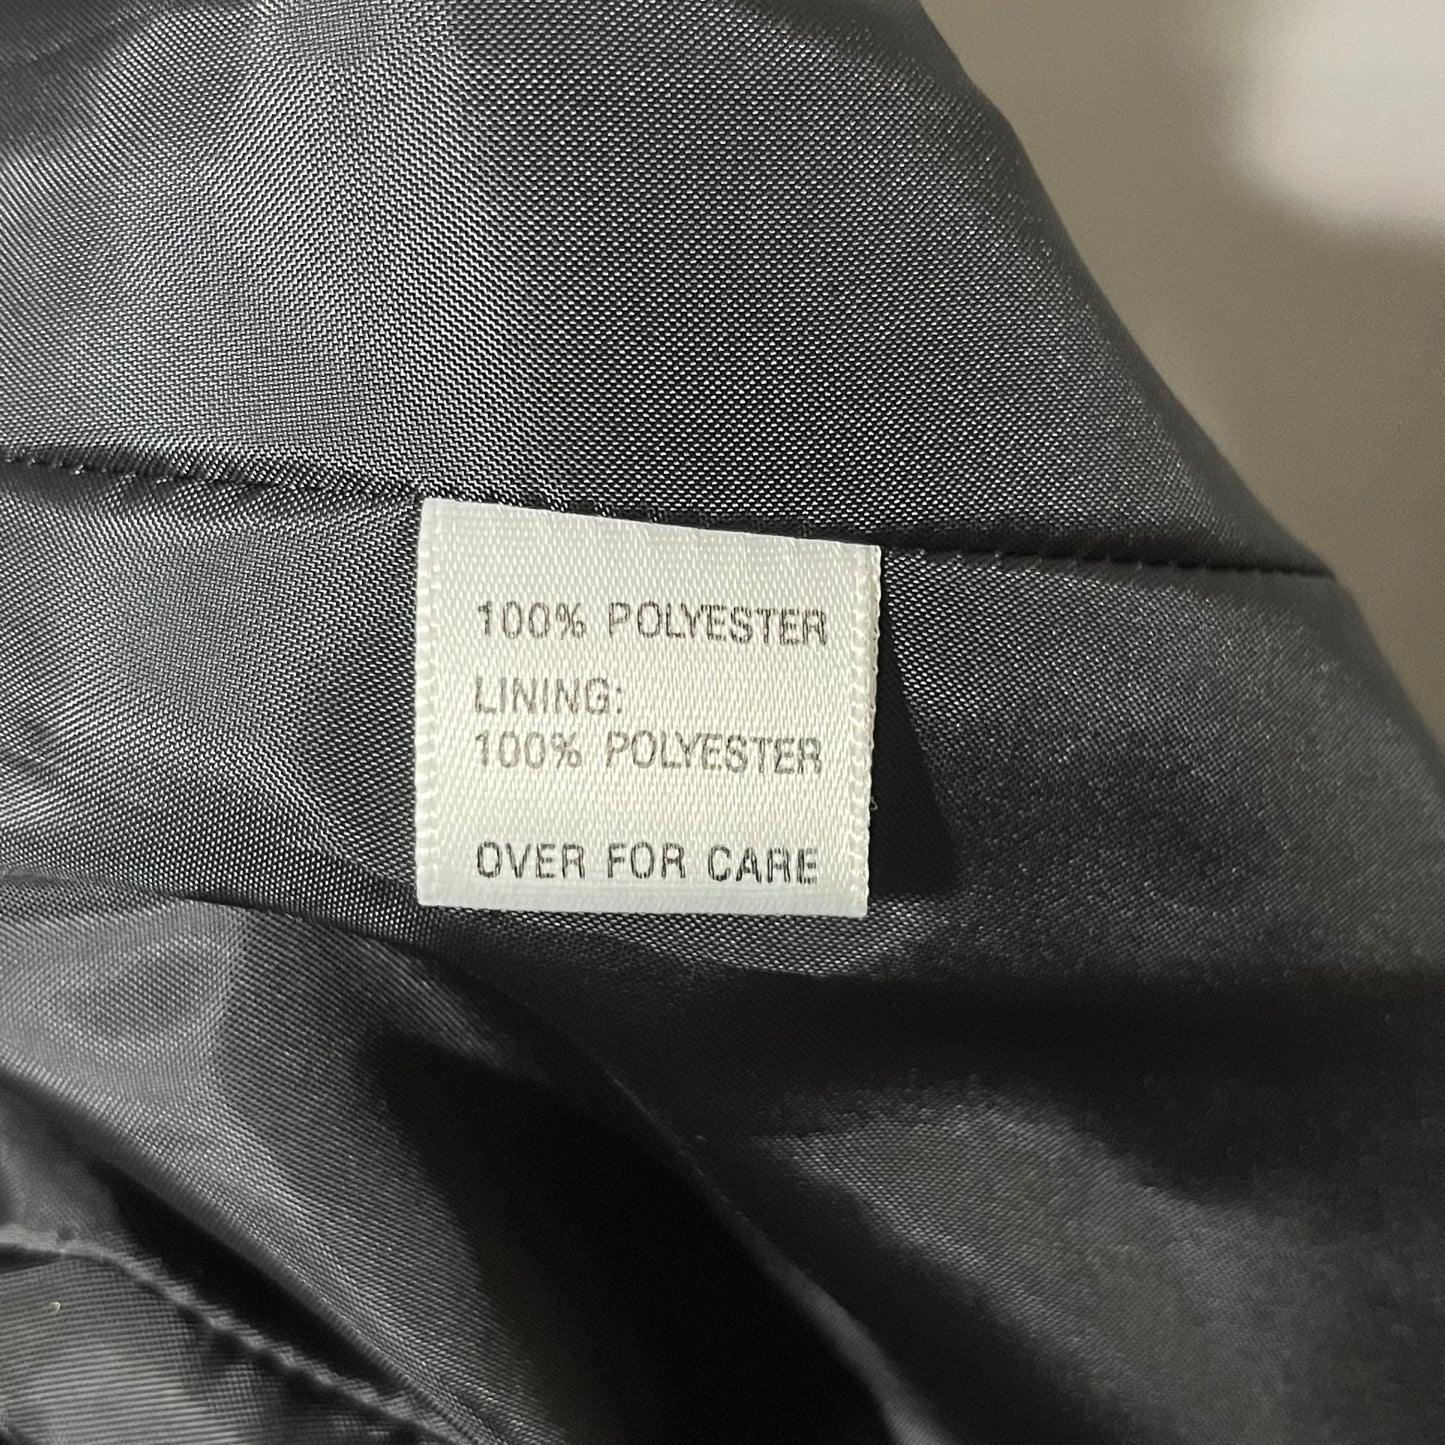 100% POLYESTER
LINING:
100% POLYESTER
OVER FOR CARE